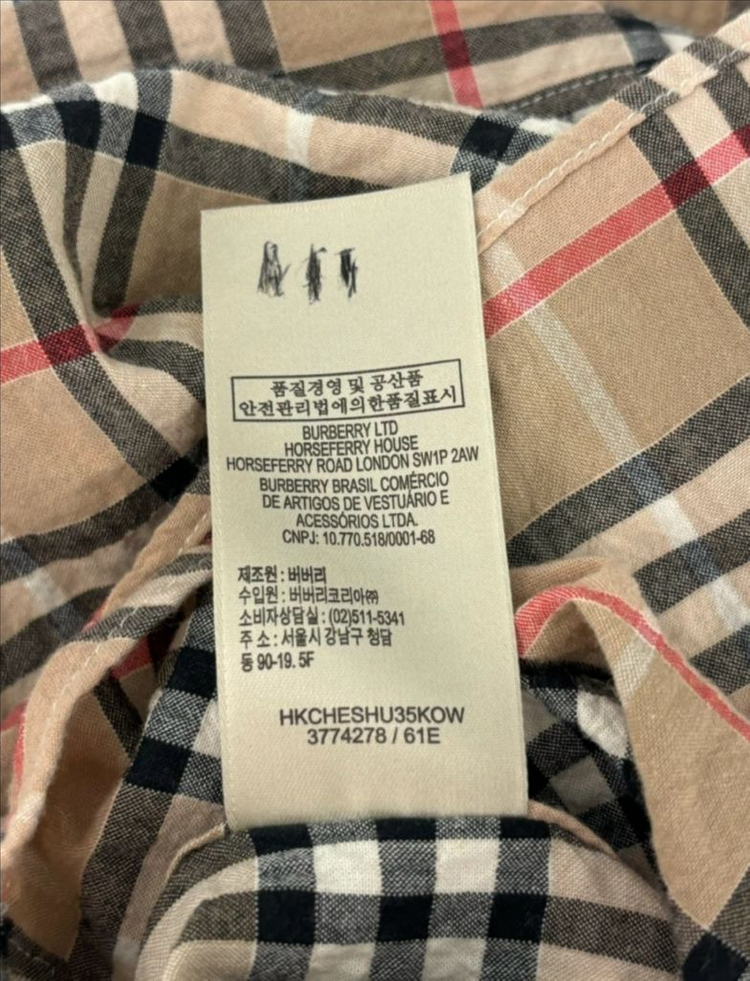 품질경영 및 공산품
안전관리법에의한품질표시
BURBERRY LTD
HORSEFERRY HOUSE
HORSEFERRY ROAD LONDON SW1P 2AW
BURBERRY BRASIL COMÉRCIO
DE ARTIGOS DE VESTUÁRIO E
ACESSÓRIOS LTDA.
CNPJ: 10.770.518/0001-68
제조원 : 버버리
수입원 : 버버리코리아㈜
소비자상담실 : (02)511-5341
주 소 : 서울시 강남구 청담
동 90-19. 5F
HKCHESHU35KOW
3774278 / 61E